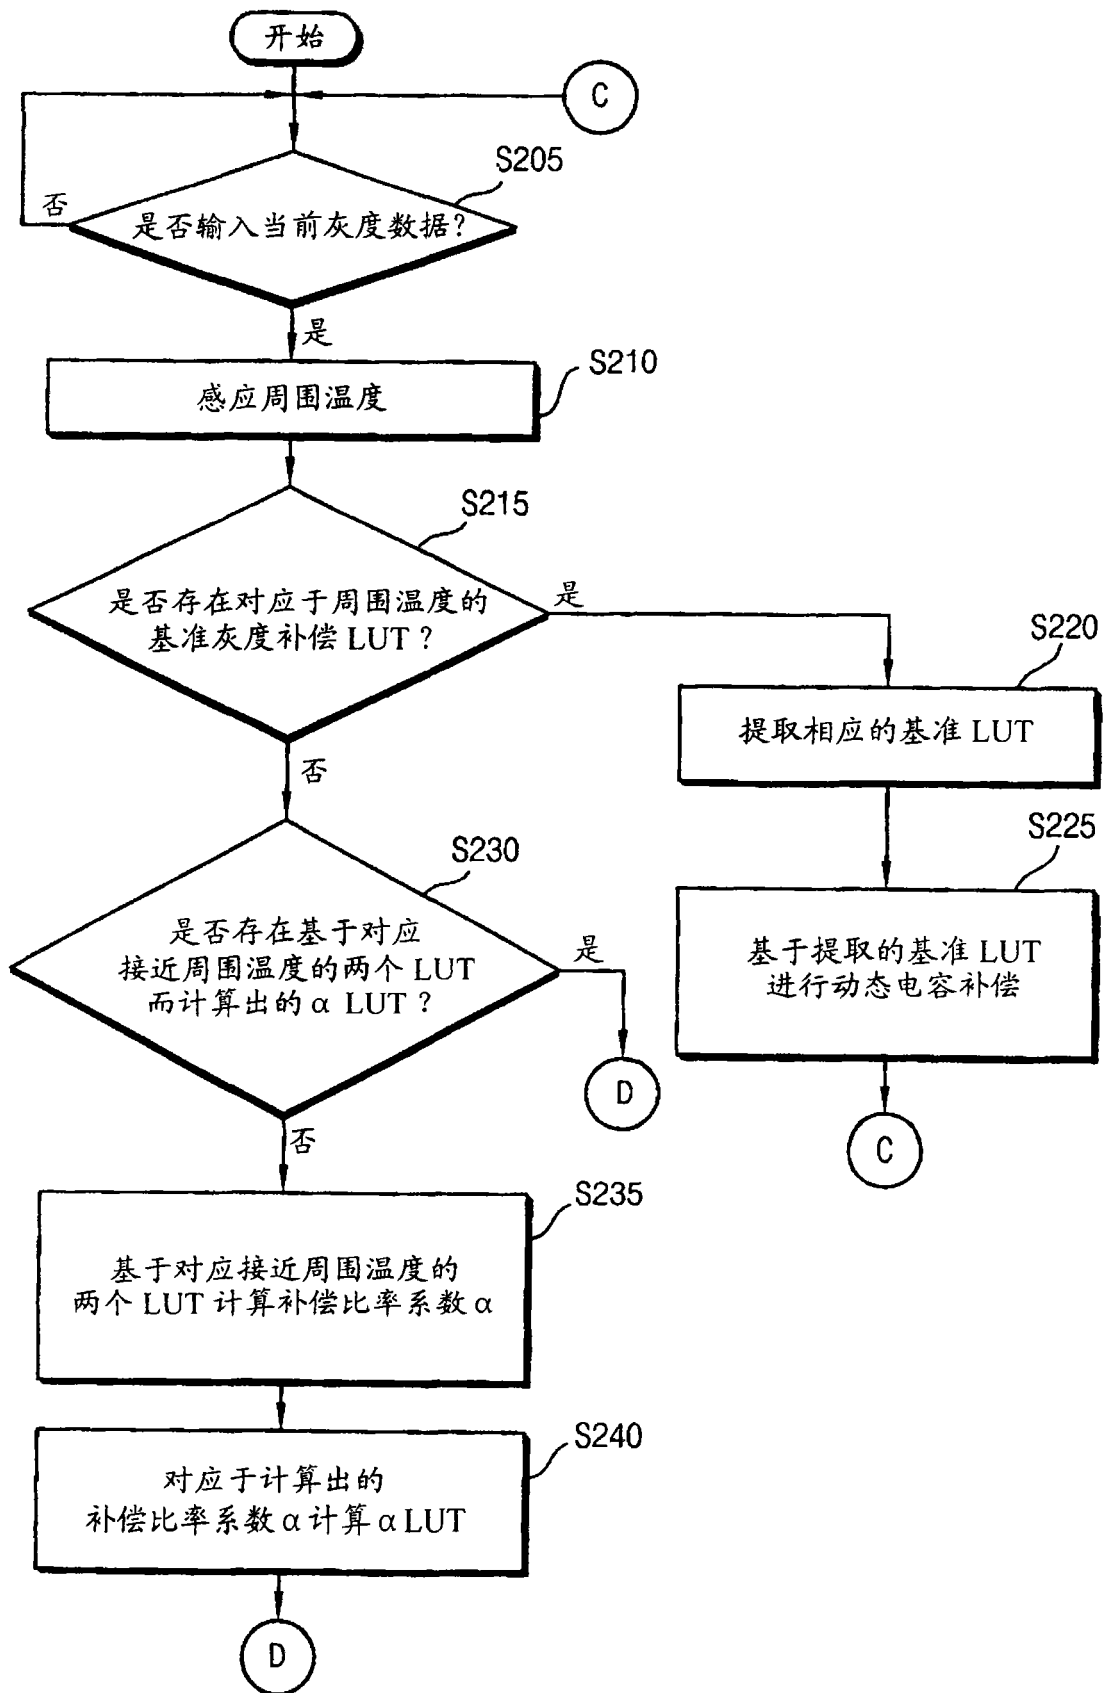 开始
C
S205
否
是否输入当前灰度数据？
是
S210
感应周围温度
S215
是否存在对应于周围温度的
基准灰度补偿 LUT？
是
否
S220
提取相应的基准 LUT
S225
基于提取的基准 LUT
进行动态电容补偿
C
S230
是否存在基于对应
接近周围温度的两个 LUT
而计算出的 α LUT？
是
D
否
S235
基于对应接近周围温度的
两个 LUT 计算补偿比率系数 α
S240
对应于计算出的
补偿比率系数 α 计算 α LUT
D